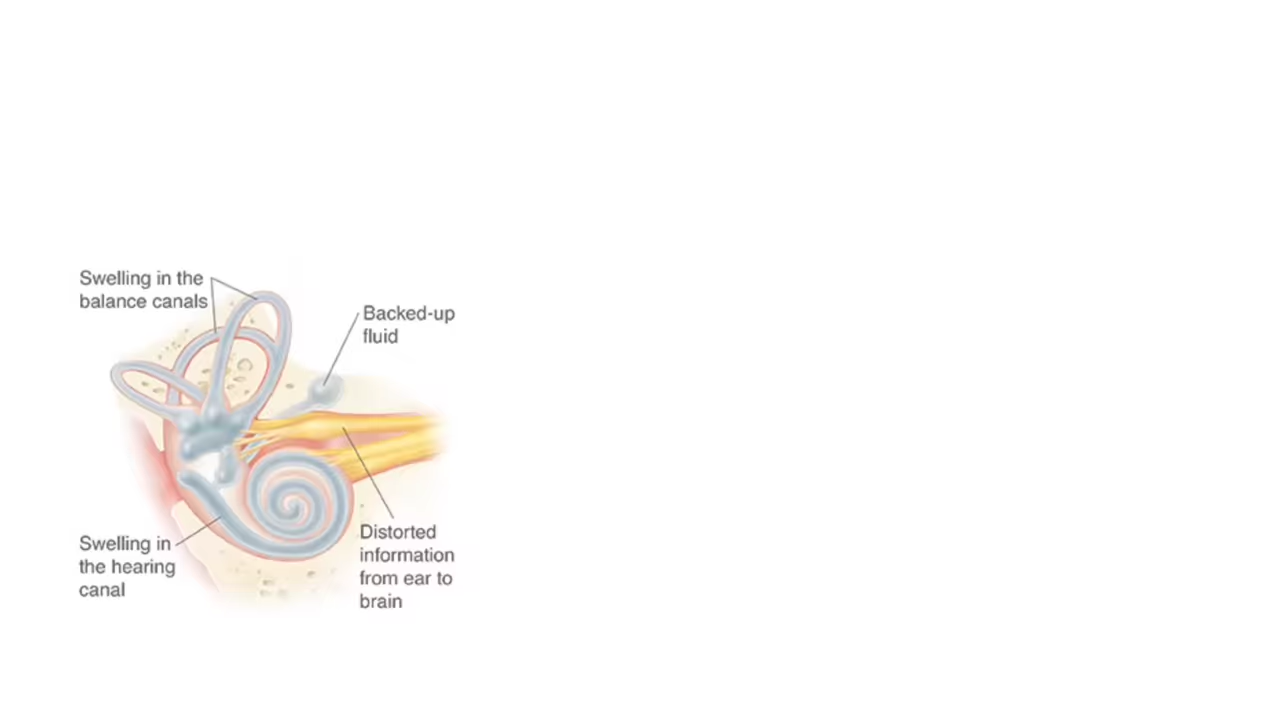 Swelling in the
balance canals
Backed-up
fluid
Distorted
information
from ear to
brain
Swelling in
the hearing
canal